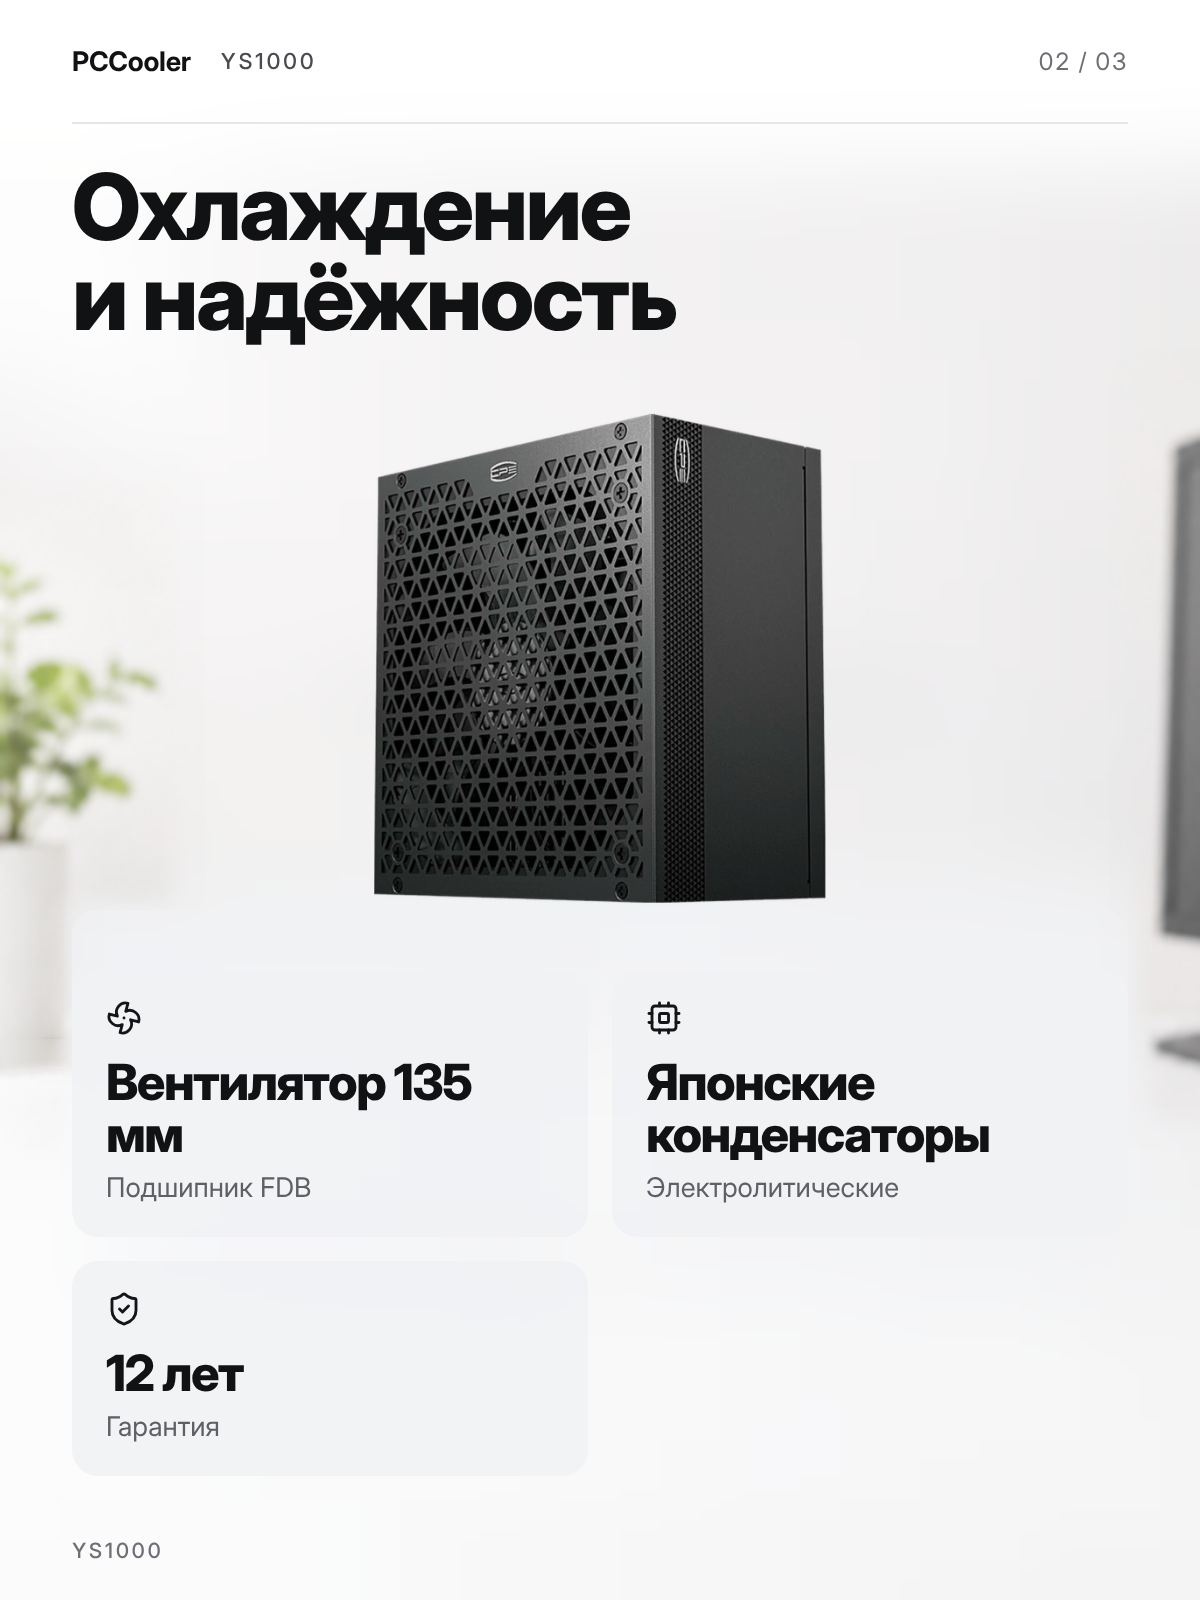 PCCooler YS1000 02 / 03
Охлаждение
и надёжность
Вентилятор 135
мм
Подшипник FDB
Японские
конденсаторы
Электролитические
12 лет
Гарантия
YS1000